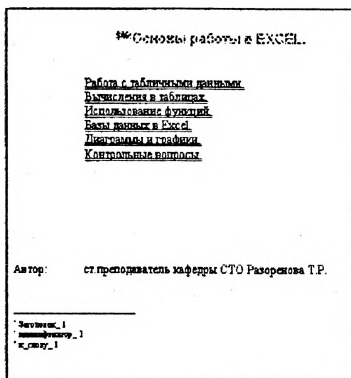 Основы работы в EXCEL.
Работа с табличными данными.
Вычисления в таблицах.
Использование функций.
Базы данных в Excel.
Диаграммы и графики.
Контрольные вопросы.
Автор: ст.преподаватель кафедры СТО Разоренова Т.Р.
Заголовок_1
к_сноу_1